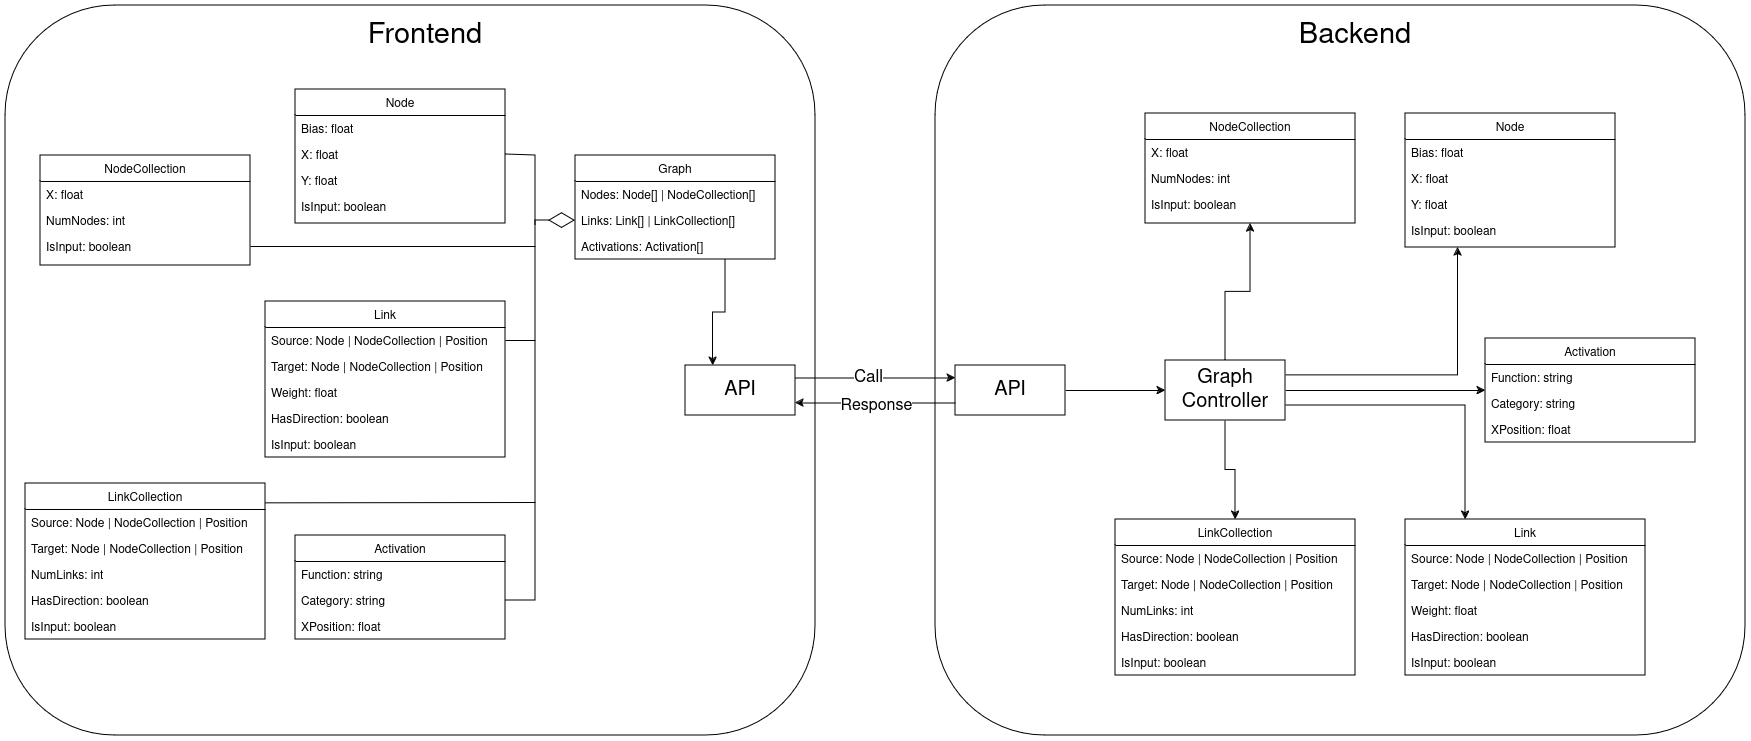 Frontend
Node
Bias: float
X: float
Y: float
IsInput: boolean
NodeCollection
X: float
NumNodes: int
IsInput: boolean
Graph
Nodes: Node[] | NodeCollection[]
Links: Link[] | LinkCollection[]
Activations: Activation[]
Link
Source: Node | NodeCollection | Position
Target: Node | NodeCollection | Position
Weight: float
HasDirection: boolean
IsInput: boolean
LinkCollection
Source: Node | NodeCollection | Position
Target: Node | NodeCollection | Position
NumLinks: int
HasDirection: boolean
IsInput: boolean
Activation
Function: string
Category: string
XPosition: float
API
Call
Response
Backend
API
Graph
Controller
NodeCollection
X: float
NumNodes: int
IsInput: boolean
Node
Bias: float
X: float
Y: float
IsInput: boolean
Activation
Function: string
Category: string
XPosition: float
LinkCollection
Source: Node | NodeCollection | Position
Target: Node | NodeCollection | Position
NumLinks: int
HasDirection: boolean
IsInput: boolean
Link
Source: Node | NodeCollection | Position
Target: Node | NodeCollection | Position
Weight: float
HasDirection: boolean
IsInput: boolean